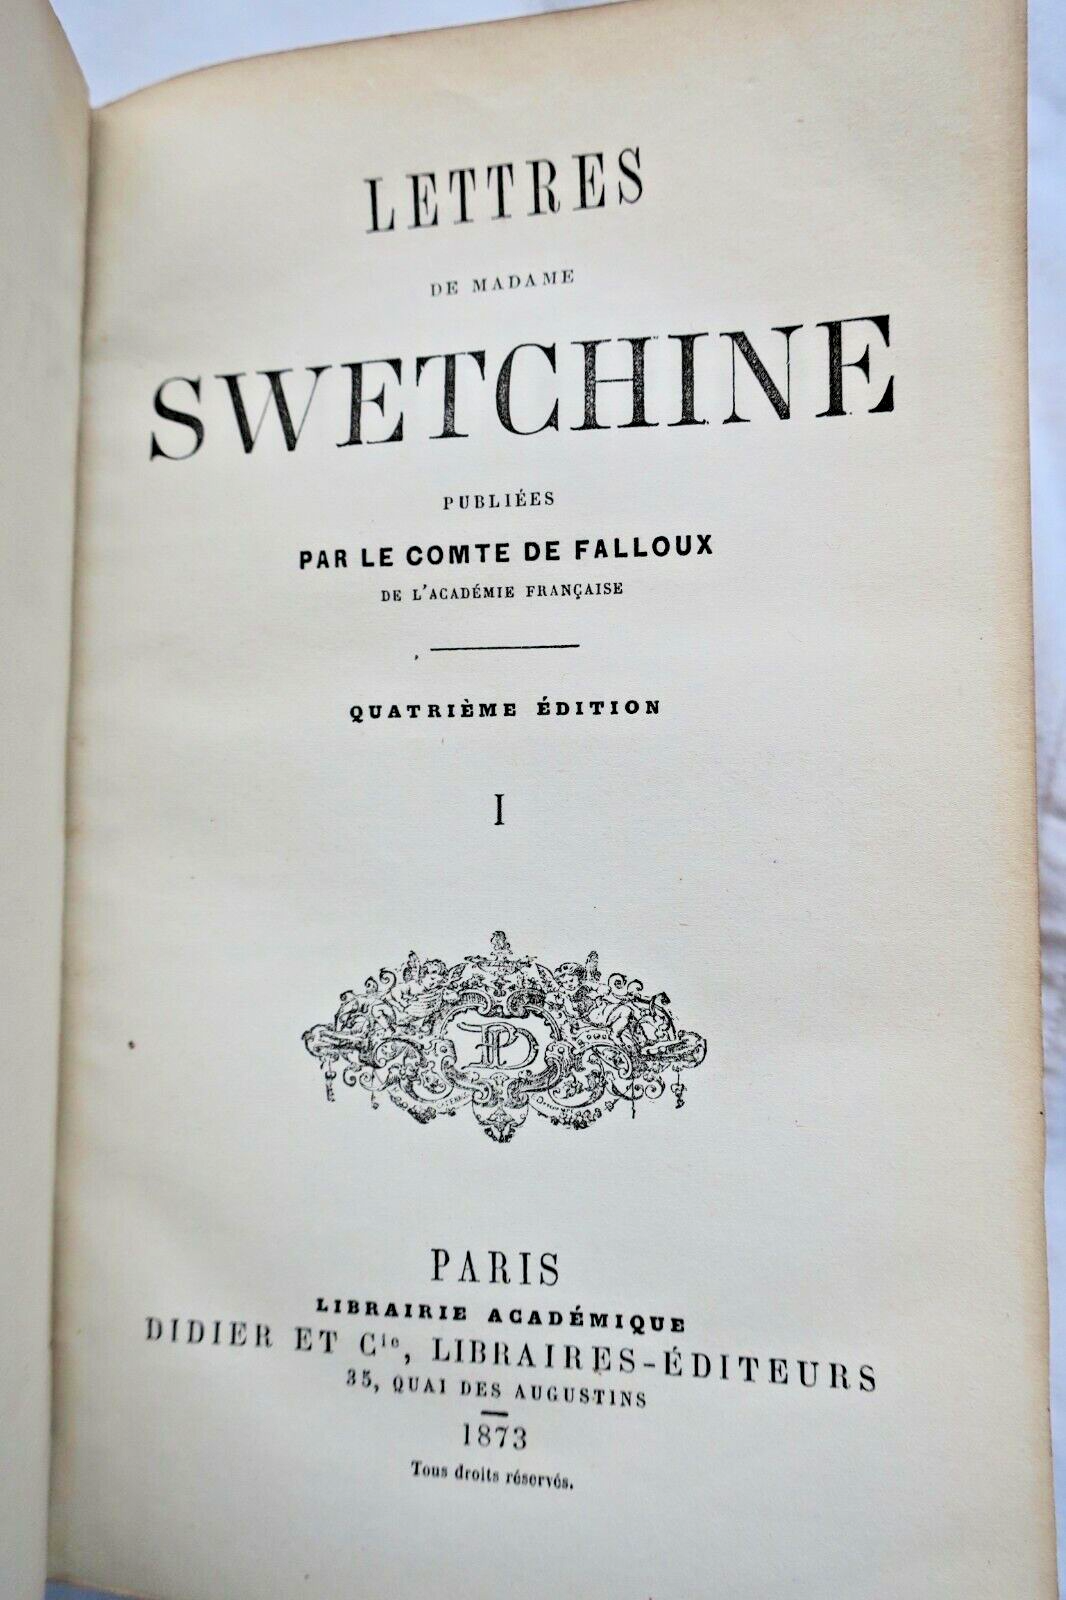 LETTRES
DE MADAME
SWETCHINE
PUBLIÉES
PAR LE COMTE DE FALLOUX
DE L'ACADÉMIE FRANÇAISE
QUATRIÈME ÉDITION
I
PARIS
LIBRAIRIE ACADÉMIQUE
DIDIER ET Cie, LIBRAIRES-ÉDITEURS
35, QUAI DES AUGUSTINS
1873
Tous droits réservés.